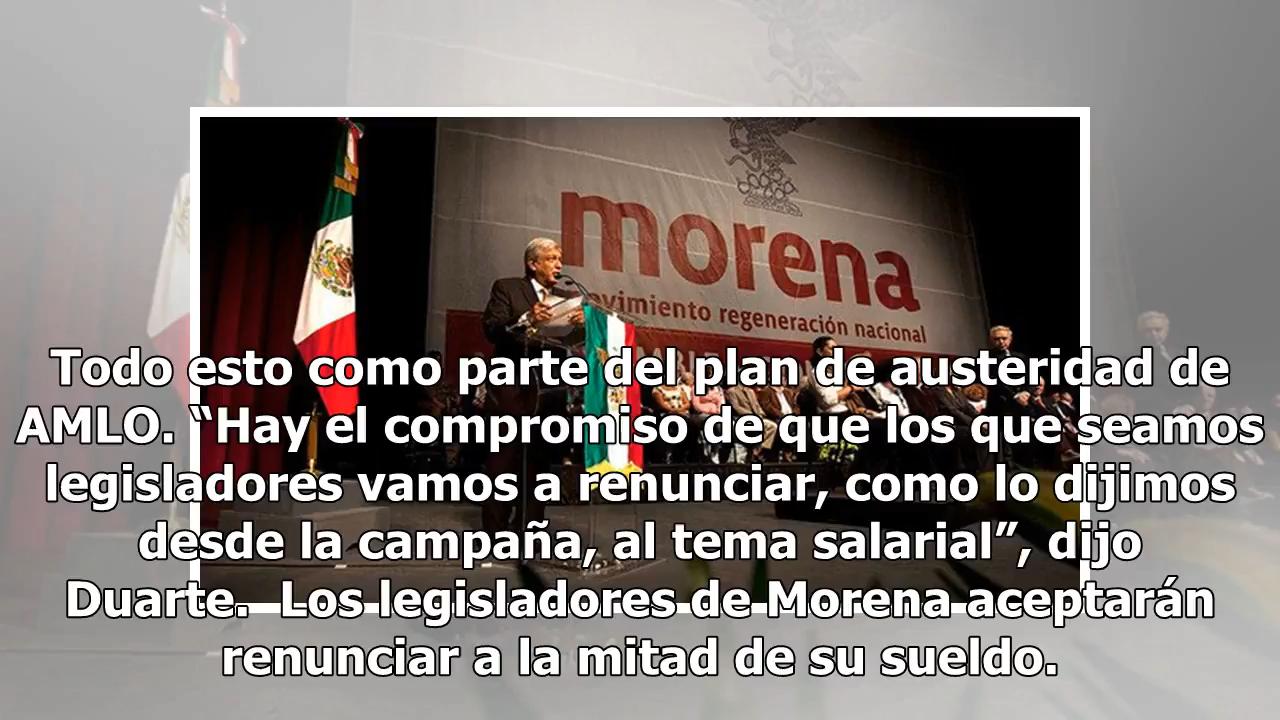 morena
movimiento regeneración nacional
Todo esto como parte del plan de austeridad de
AMLO. “Hay el compromiso de que los que seamos
legisladores vamos a renunciar, como lo dijimos
desde la campaña, al tema salarial”, dijo
Duarte.  Los legisladores de Morena aceptarán
renunciar a la mitad de su sueldo.